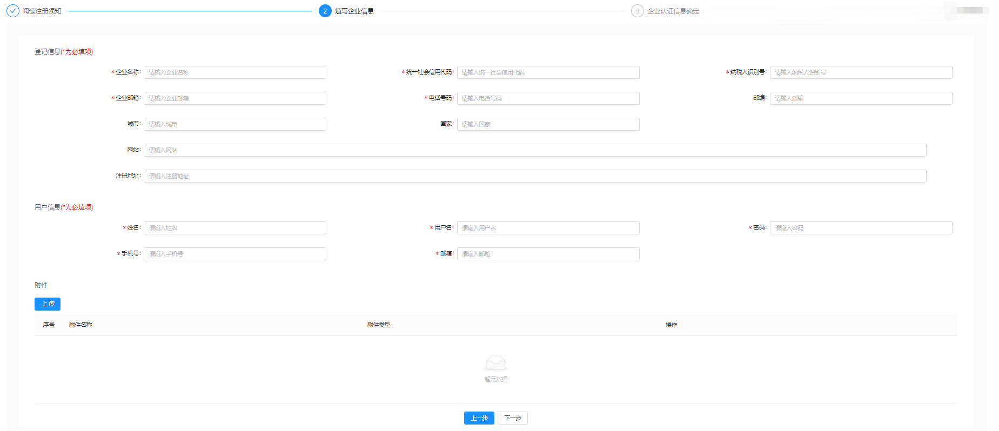 阅读注册须知 2 填写企业信息 3 企业认证信息确定
登记信息(*为必填项)
* 企业名称: 请输入企业名称 * 统一社会信用代码: 请输入统一社会信用代码 * 纳税人识别号: 请输入纳税人识别号
* 企业邮箱: 请输入企业邮箱 * 电话号码: 请输入电话号码 邮编: 请输入邮编
城市: 请输入城市 国家: 请输入国家
网站: 请输入网站
注册地址: 请输入注册地址
用户信息(*为必填项)
* 姓名: 请输入姓名 * 用户名: 请输入用户名 * 密码: 请输入密码
* 手机号: 请输入手机号 * 邮箱: 请输入邮箱
附件
上传
序号 附件名称 附件类型 操作
暂无数据
上一步 下一步